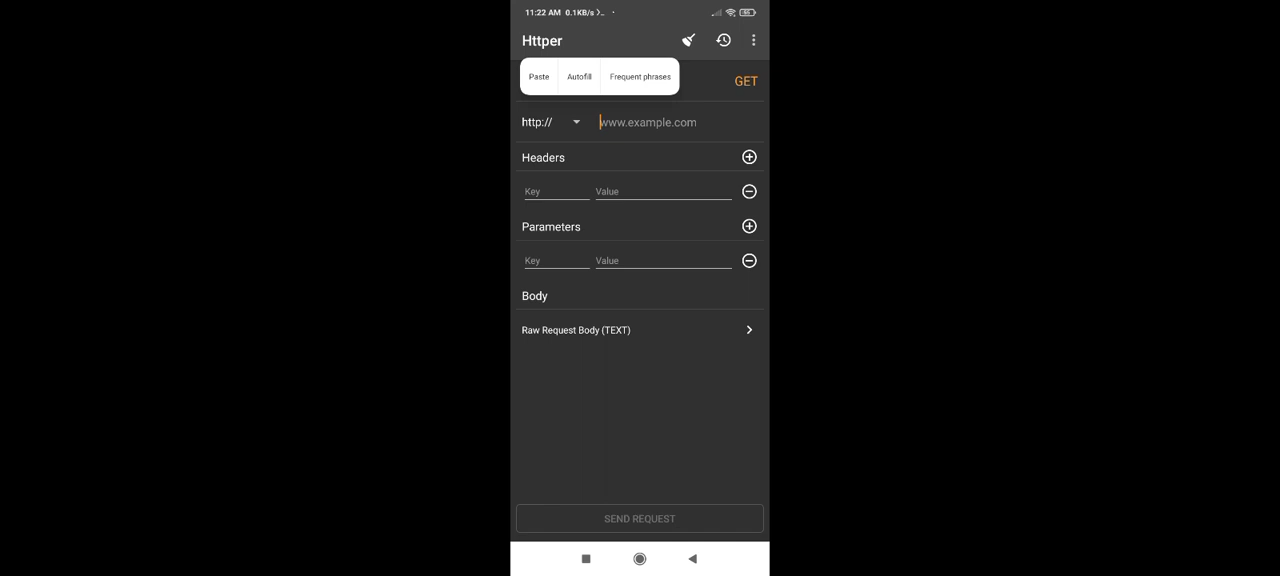 11:22 AM 0.1KB/s
Httper
Paste Autofill Frequent phrases
GET
http:// www.example.com
Headers
Key Value
Parameters
Key Value
Body
Raw Request Body (TEXT)
SEND REQUEST